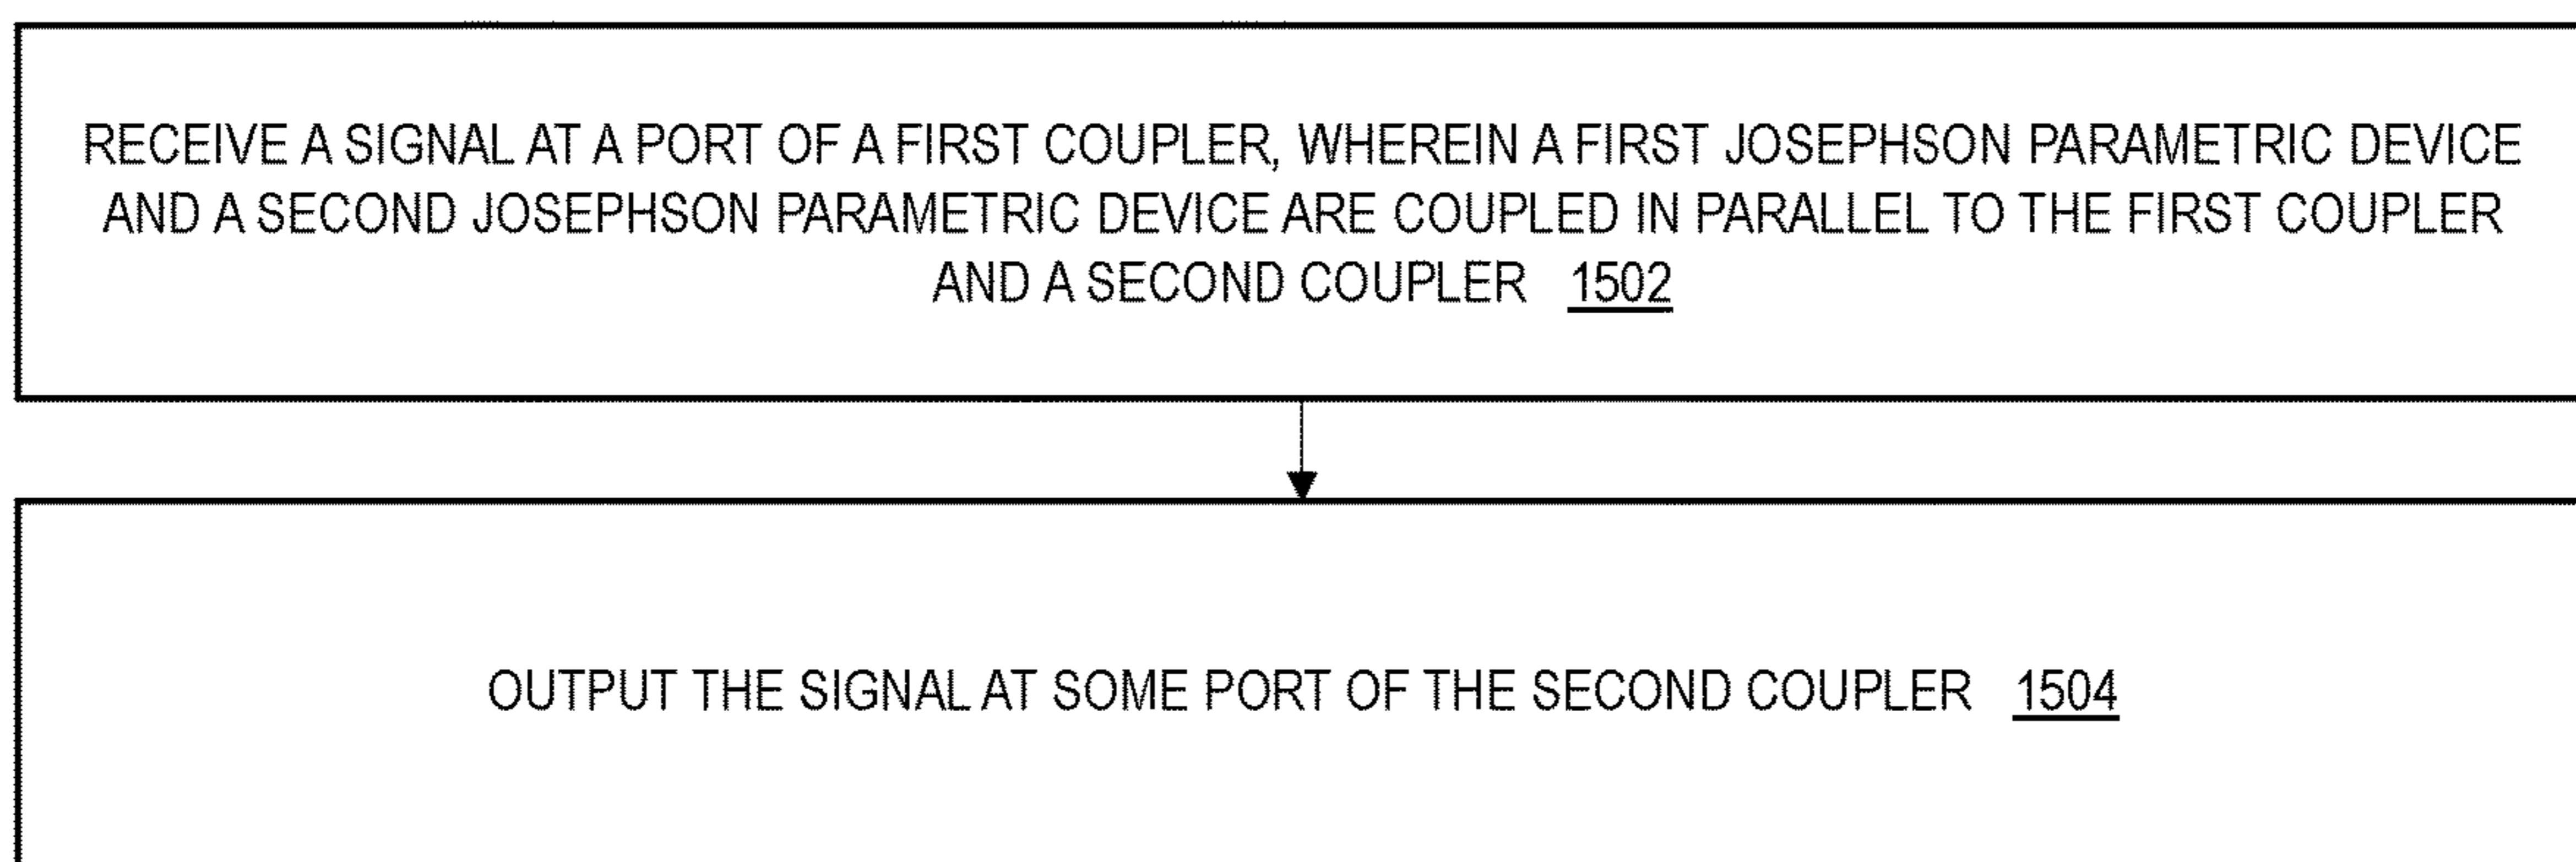 RECEIVE A SIGNAL AT A PORT OF A FIRST COUPLER, WHEREIN A FIRST JOSEPHSON PARAMETRIC DEVICE
AND A SECOND JOSEPHSON PARAMETRIC DEVICE ARE COUPLED IN PARALLEL TO THE FIRST COUPLER
AND A SECOND COUPLER 1502
OUTPUT THE SIGNAL AT SOME PORT OF THE SECOND COUPLER 1504